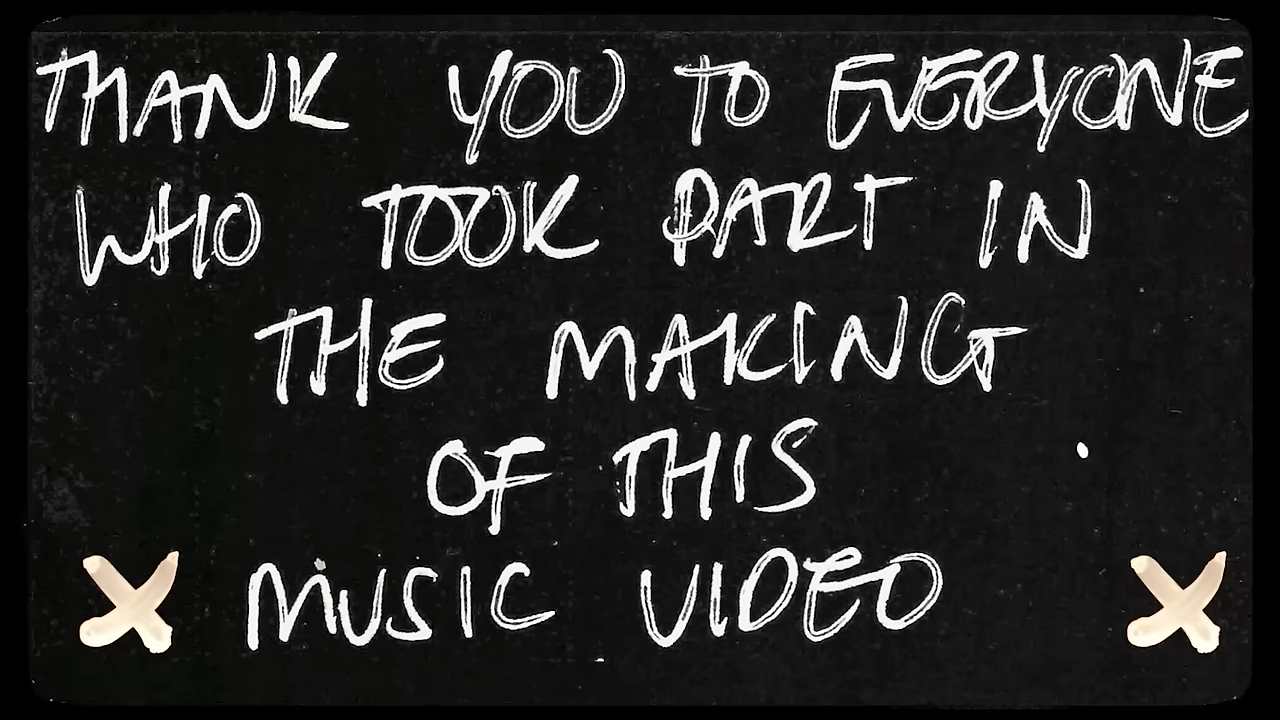 THANK YOU TO EVERYONE
WHO TOOK PART IN
THE MAKING
OF THIS
X MUSIC VIDEO X